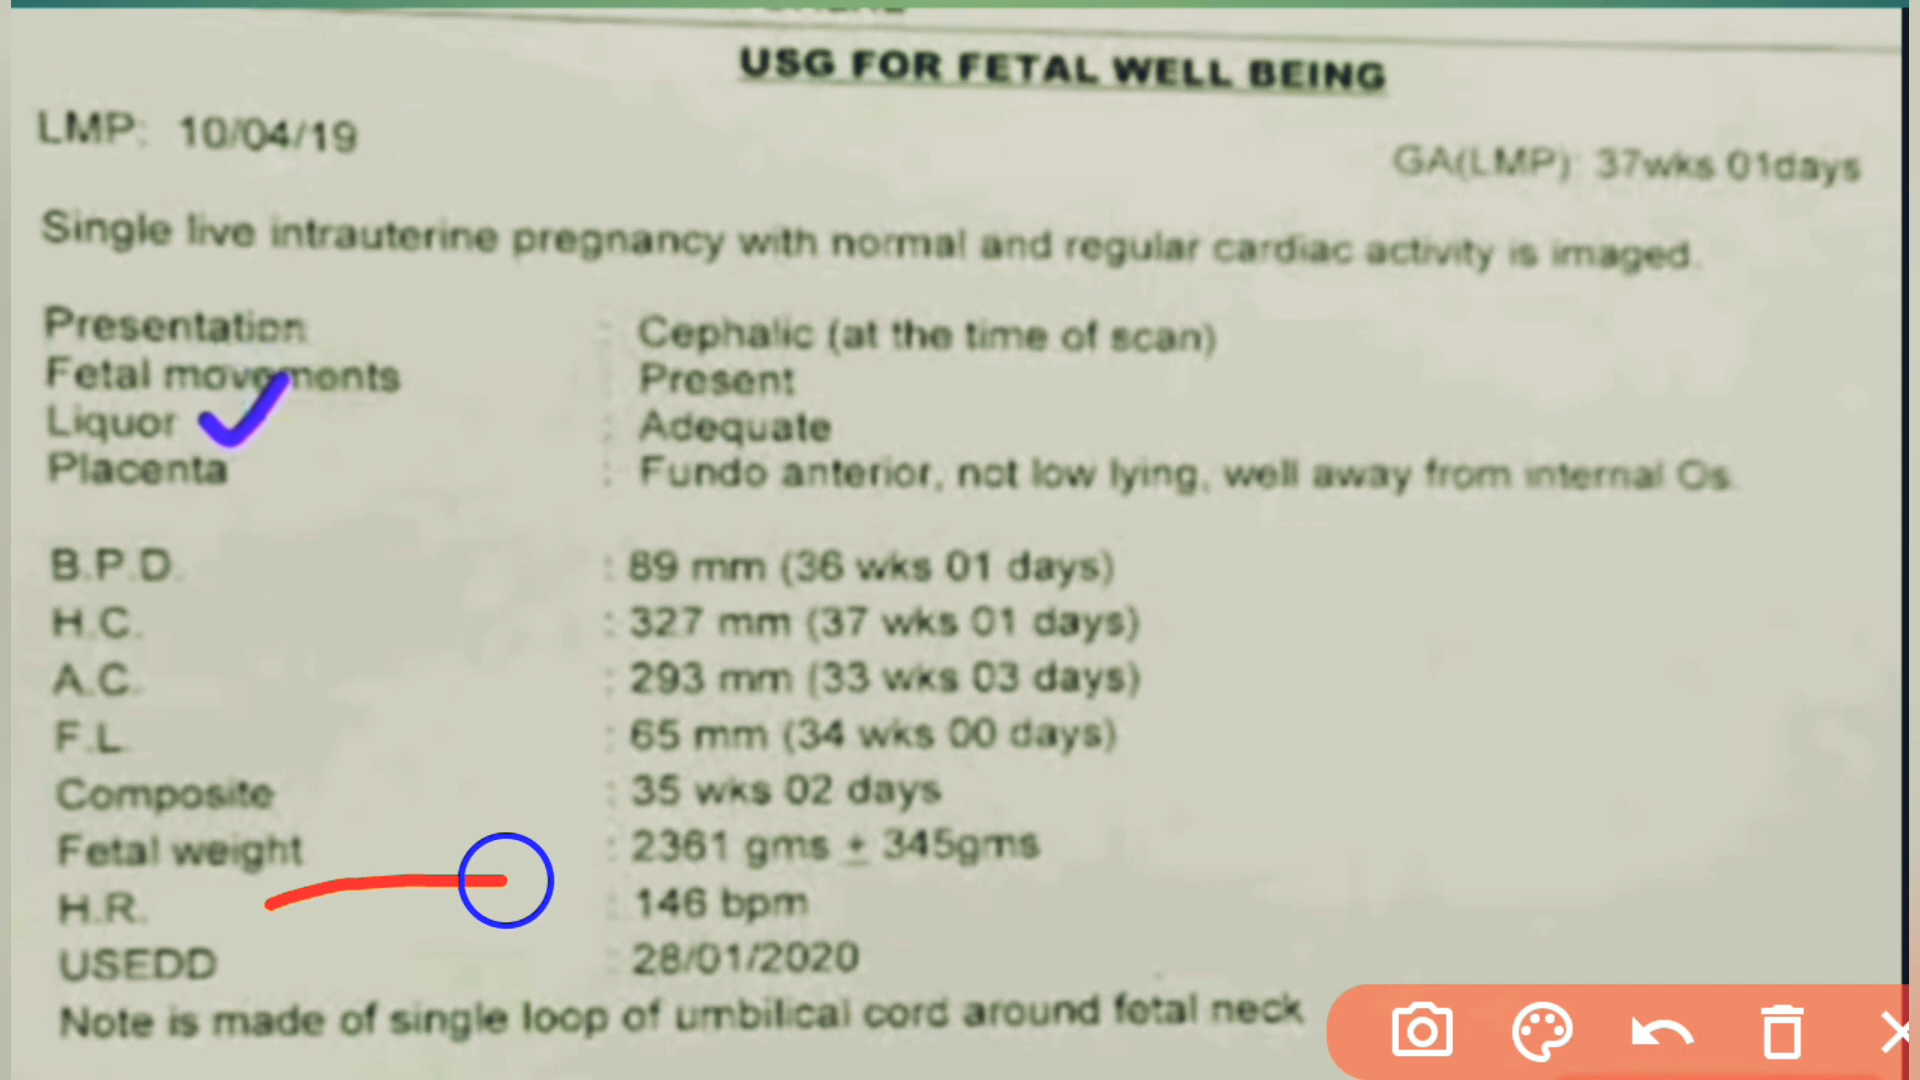 USG FOR FETAL WELL BEING
LMP: 10/04/19
GA(LMP): 37wks 01days
Single live intrauterine pregnancy with normal and regular cardiac activity is imaged.
Presentation : Cephalic (at the time of scan)
Fetal movements : Present
Liquor : Adequate
Placenta : Fundo anterior, not low lying, well away from internal Os.
B.P.D. : 89 mm (36 wks 01 days)
H.C. : 327 mm (37 wks 01 days)
A.C. : 293 mm (33 wks 03 days)
F.L. : 65 mm (34 wks 00 days)
Composite : 35 wks 02 days
Fetal weight : 2361 gms ± 345gms
H.R. : 146 bpm
USEDD : 28/01/2020
Note is made of single loop of umbilical cord around fetal neck